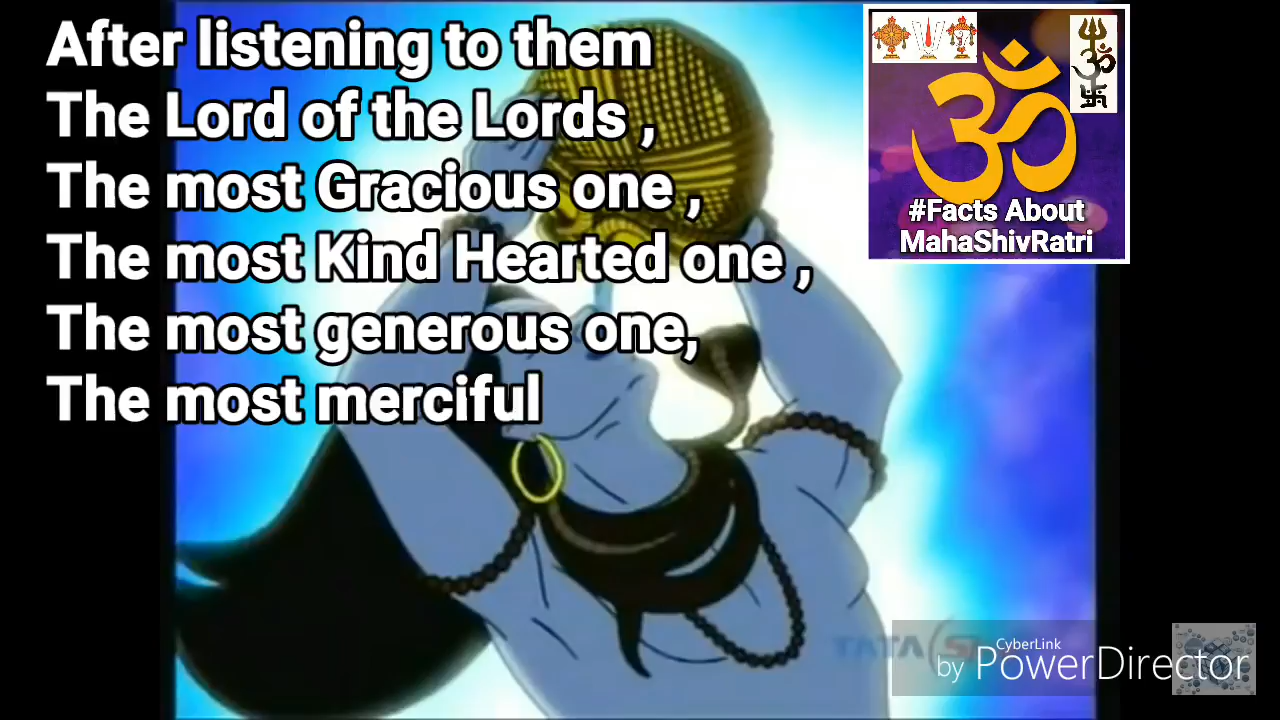 After listening to them
The Lord of the Lords ,
The most Gracious one ,
The most Kind Hearted one ,
The most generous one,
The most merciful
ॐ
ॐ
#Facts About
MahaShivRatri
TATA
CyberLink
by PowerDirector